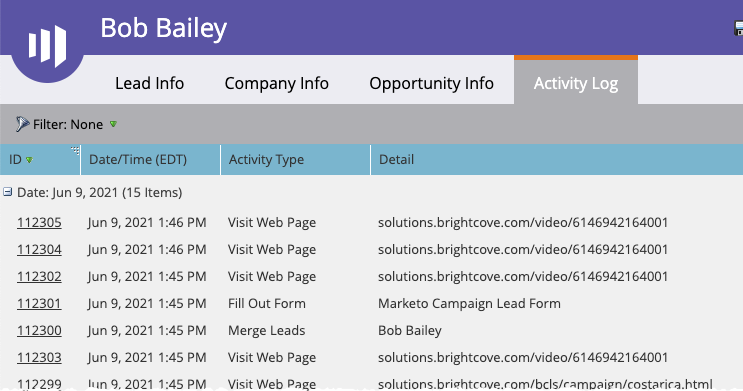 Bob Bailey
Lead Info Company Info Opportunity Info Activity Log
Filter: None
ID Date/Time (EDT) Activity Type Detail
Date: Jun 9, 2021 (15 Items)
112305 Jun 9, 2021 1:46 PM Visit Web Page solutions.brightcove.com/video/6146942164001
112304 Jun 9, 2021 1:46 PM Visit Web Page solutions.brightcove.com/video/6146942164001
112302 Jun 9, 2021 1:45 PM Visit Web Page solutions.brightcove.com/video/6146942164001
112301 Jun 9, 2021 1:45 PM Fill Out Form Marketo Campaign Lead Form
112300 Jun 9, 2021 1:45 PM Merge Leads Bob Bailey
112303 Jun 9, 2021 1:45 PM Visit Web Page solutions.brightcove.com/video/6146942164001
112299 Jun 9, 2021 1:45 PM Visit Web Page solutions.brightcove.com/bcls/campaign/costarica.html